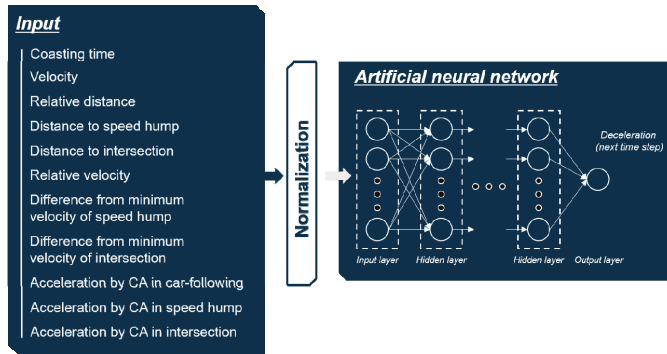 Input
Coasting time
Velocity
Relative distance
Distance to speed hump
Distance to intersection
Relative velocity
Difference from minimum
velocity of speed hump
Difference from minimum
velocity of intersection
Acceleration by CA in car-following
Acceleration by CA in speed hump
Acceleration by CA in intersection
Normalization
Artificial neural network
Deceleration
(next time step)
Input layer
Hidden layer
Hidden layer
Output layer